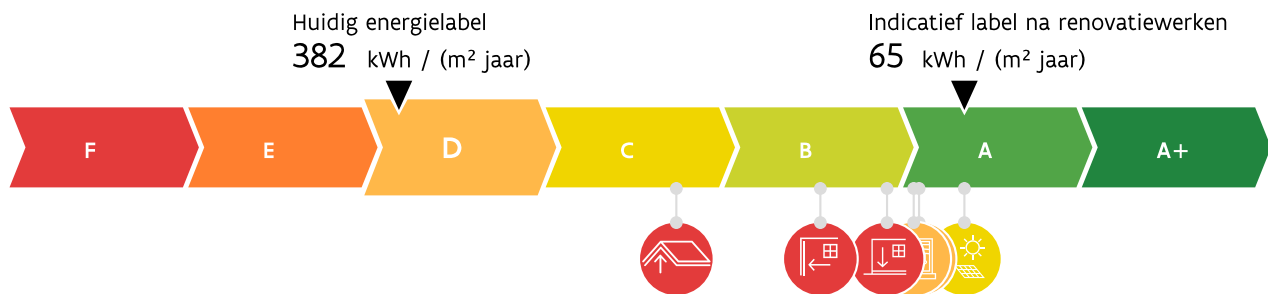 Huidig energielabel
382 kWh / (m² jaar)
Indicatief label na renovatiewerken
65 kWh / (m² jaar)
F
E
D
C
B
A
A+